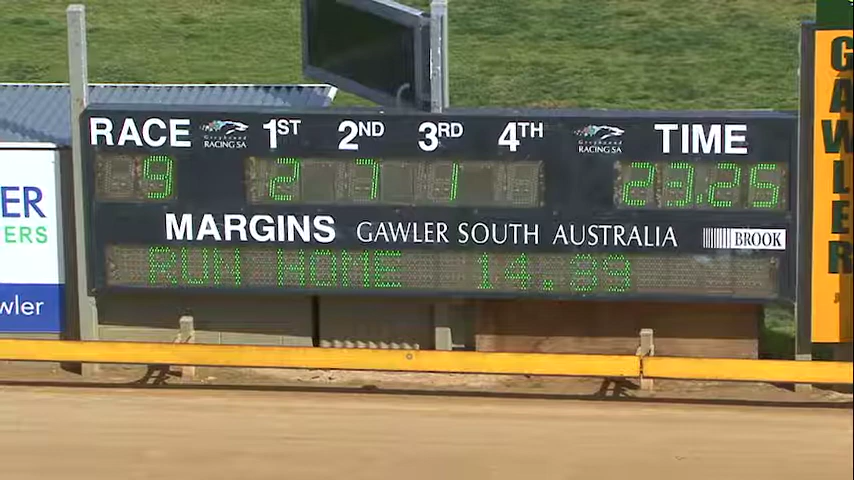 RACE Greyhound RACING SA 1ST 2ND 3RD 4TH Greyhound RACING SA TIME
9 2 7 1 23.25
MARGINS GAWLER SOUTH AUSTRALIA BROOK
RUN HOME 14.99
ER
ERS
wler
GAWLER